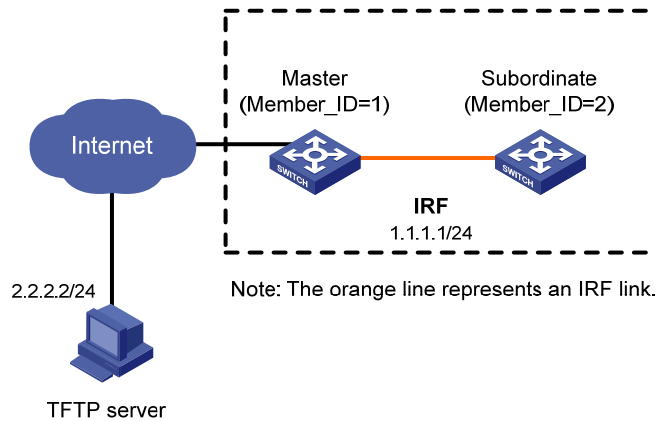 Master
(Member_ID=1)
Subordinate
(Member_ID=2)
Internet
SWITCH
SWITCH
IRF
1.1.1.1/24
2.2.2.2/24
Note: The orange line represents an IRF link.
TFTP server